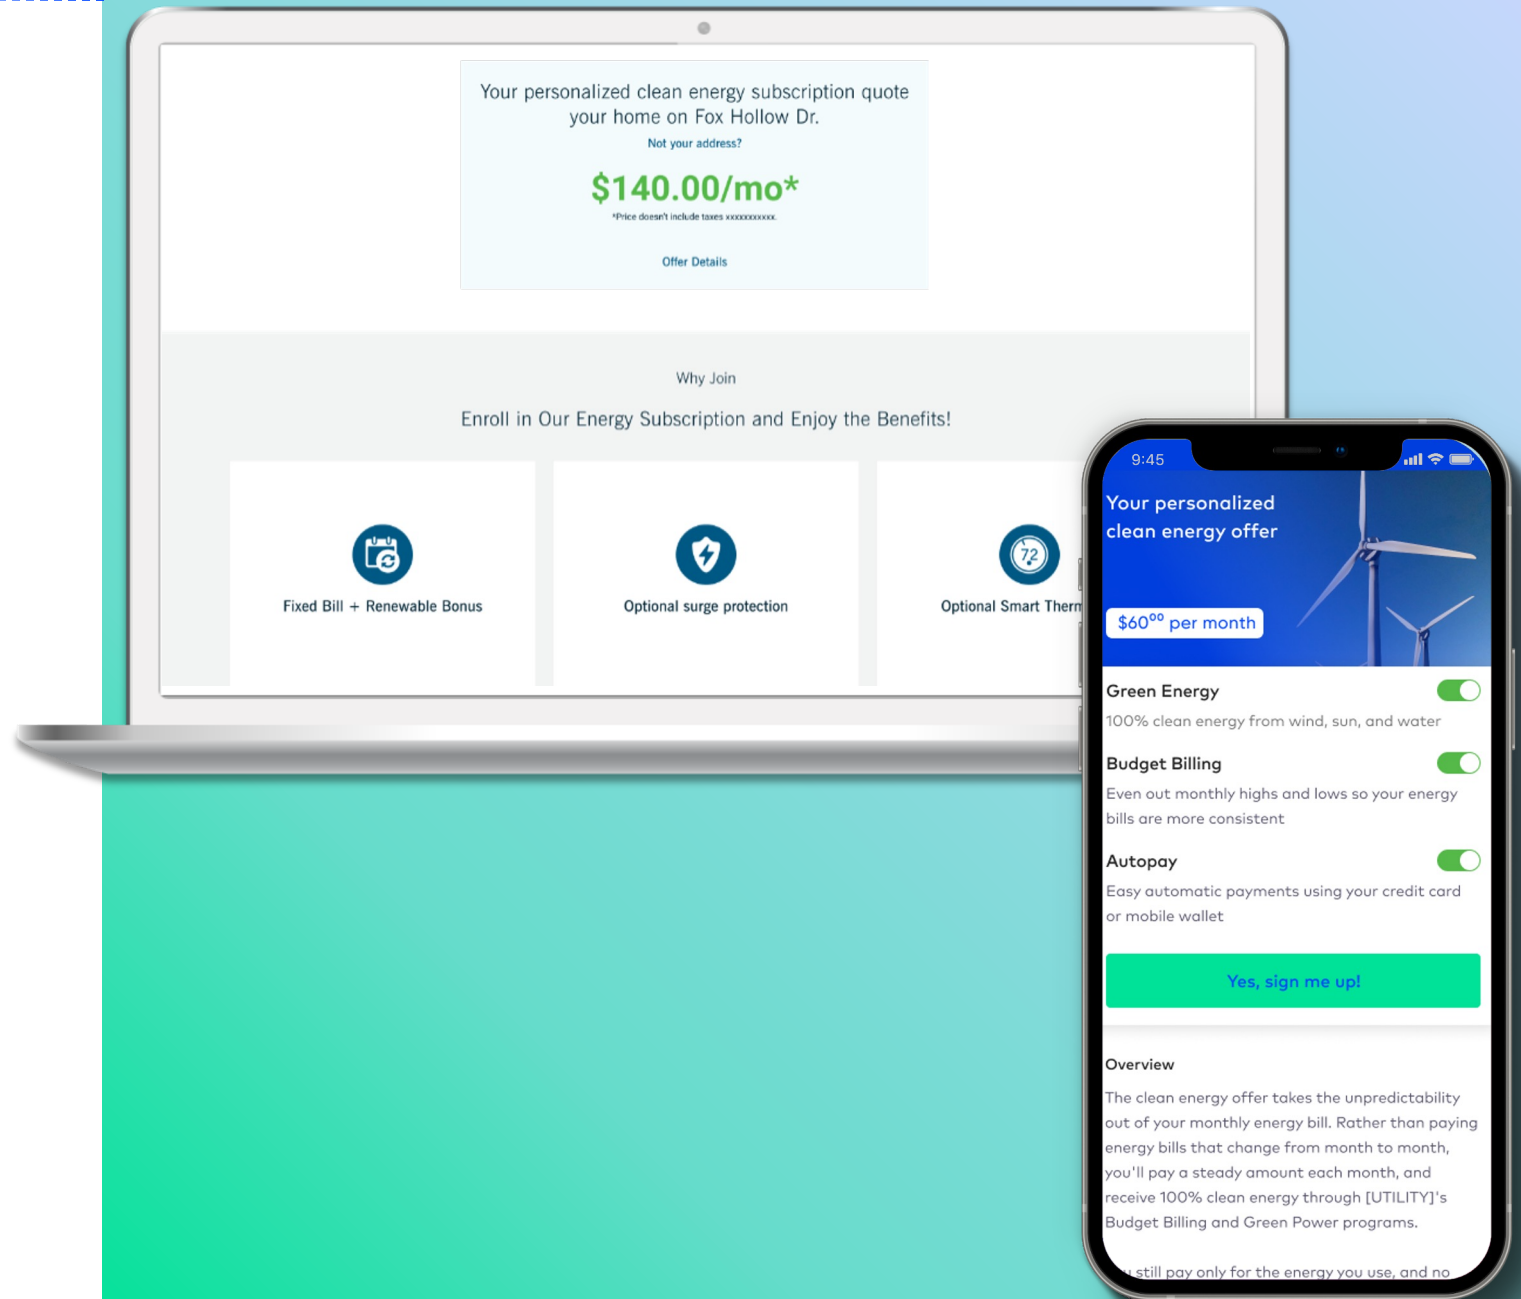 Your personalized clean energy subscription quote
your home on Fox Hollow Dr.
Not your address?
$140.00/mo*
*Price doesn't include taxes xxxxxxxxxxx.
Offer Details
Why Join
Enroll in Our Energy Subscription and Enjoy the Benefits!
Fixed Bill + Renewable Bonus
Optional surge protection
72
Optional Smart Therm
9:45
Your personalized
clean energy offer
$60⁰⁰ per month
Green Energy
100% clean energy from wind, sun, and water
Budget Billing
Even out monthly highs and lows so your energy
bills are more consistent
Autopay
Easy automatic payments using your credit card
or mobile wallet
Yes, sign me up!
Overview
The clean energy offer takes the unpredictability
out of your monthly energy bill. Rather than paying
energy bills that change from month to month,
you'll pay a steady amount each month, and
receive 100% clean energy through [UTILITY]'s
Budget Billing and Green Power programs.
still pay only for the energy you use, and no